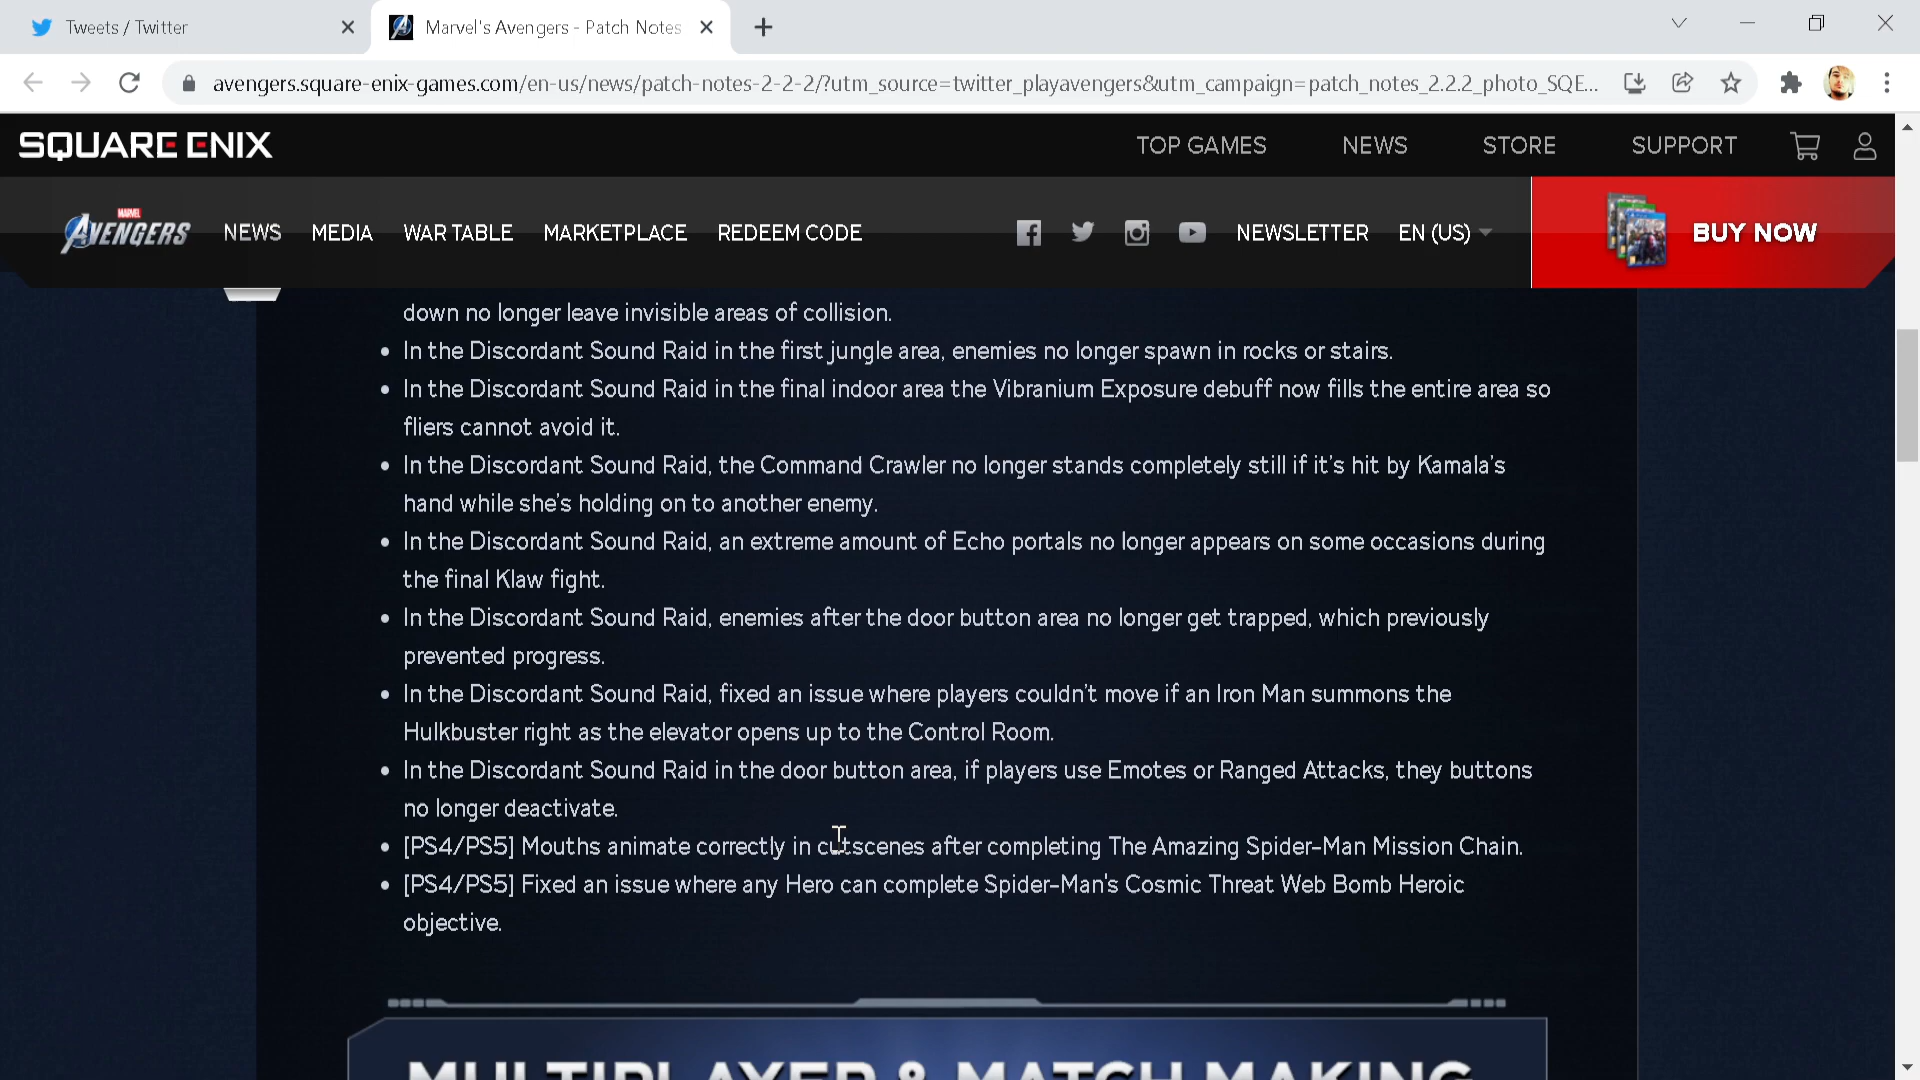 Tweets / Twitter
Marvel's Avengers - Patch Notes
avengers.square-enix-games.com/en-us/news/patch-notes-2-2-2/?utm_source=twitter_playavengers&utm_campaign=patch_notes_2.2.2_photo_SQE...
SQUARE ENIX
TOP GAMES NEWS STORE SUPPORT
MARVEL
AVENGERS NEWS MEDIA WAR TABLE MARKETPLACE REDEEM CODE NEWSLETTER EN (US) BUY NOW
down no longer leave invisible areas of collision.
• In the Discordant Sound Raid in the first jungle area, enemies no longer spawn in rocks or stairs.
• In the Discordant Sound Raid in the final indoor area the Vibranium Exposure debuff now fills the entire area so
fliers cannot avoid it.
• In the Discordant Sound Raid, the Command Crawler no longer stands completely still if it's hit by Kamala's
hand while she's holding on to another enemy.
• In the Discordant Sound Raid, an extreme amount of Echo portals no longer appears on some occasions during
the final Klaw fight.
• In the Discordant Sound Raid, enemies after the door button area no longer get trapped, which previously
prevented progress.
• In the Discordant Sound Raid, fixed an issue where players couldn't move if an Iron Man summons the
Hulkbuster right as the elevator opens up to the Control Room.
• In the Discordant Sound Raid in the door button area, if players use Emotes or Ranged Attacks, they buttons
no longer deactivate.
• [PS4/PS5] Mouths animate correctly in cutscenes after completing The Amazing Spider-Man Mission Chain.
• [PS4/PS5] Fixed an issue where any Hero can complete Spider-Man's Cosmic Threat Web Bomb Heroic
objective.
MULTIPLAYER & MATCH MAKING